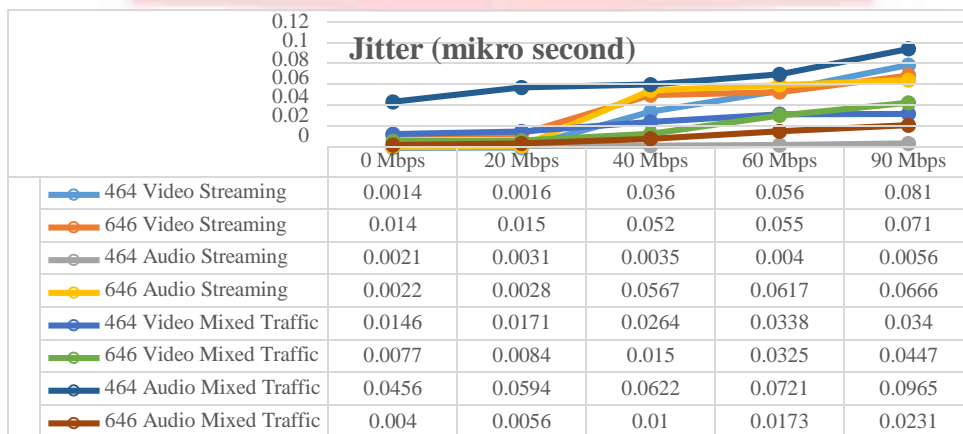 0.12
0.1
0.08
0.06
0.04
0.02
0
Jitter (mikro second)
0 Mbps 20 Mbps 40 Mbps 60 Mbps 90 Mbps
464 Video Streaming 0.0014 0.0016 0.036 0.056 0.081
646 Video Streaming 0.014 0.015 0.052 0.055 0.071
464 Audio Streaming 0.0021 0.0031 0.0035 0.004 0.0056
646 Audio Streaming 0.0022 0.0028 0.0567 0.0617 0.0666
464 Video Mixed Traffic 0.0146 0.0171 0.0264 0.0338 0.034
646 Video Mixed Traffic 0.0077 0.0084 0.015 0.0325 0.0447
464 Audio Mixed Traffic 0.0456 0.0594 0.0622 0.0721 0.0965
646 Audio Mixed Traffic 0.004 0.0056 0.01 0.0173 0.0231